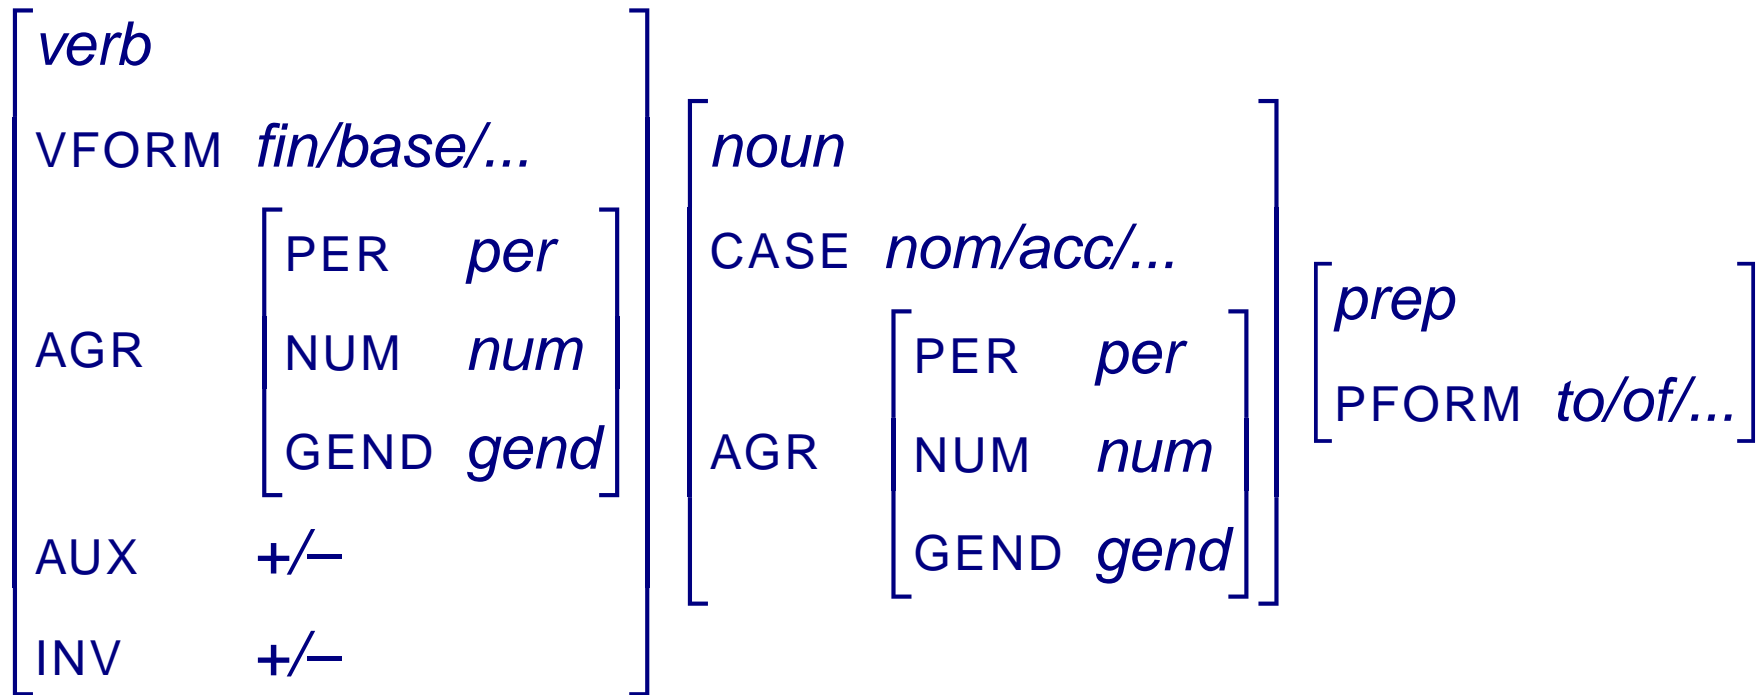 verb
VFORM fin/base/...
AGR
PER per
NUM num
GEND gend
AUX +/–
INV +/–
noun
CASE nom/acc/...
AGR
PER per
NUM num
GEND gend
prep
PFORM to/of/...